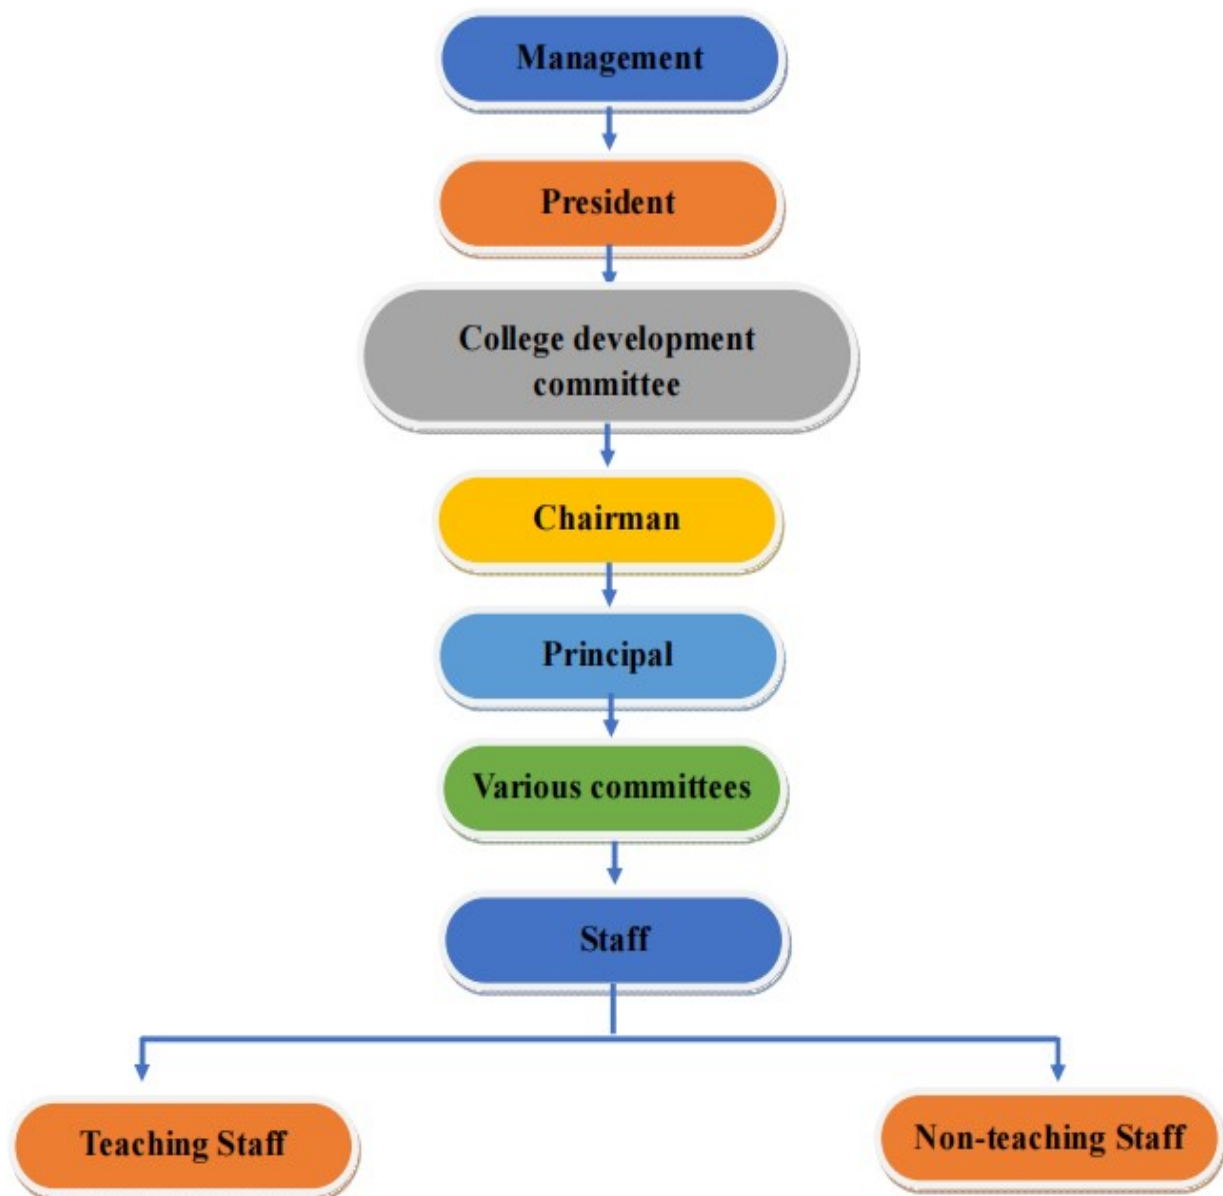 Management
President
College development
committee
Chairman
Principal
Various committees
Staff
Teaching Staff
Non-teaching Staff